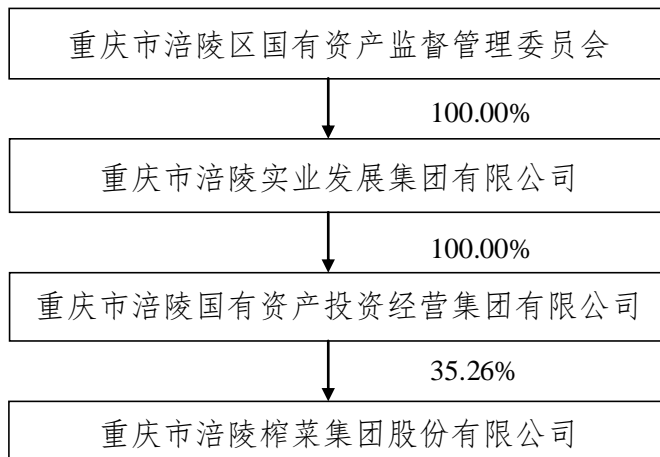 重庆市涪陵区国有资产监督管理委员会
100.00%
重庆市涪陵实业发展集团有限公司
100.00%
重庆市涪陵国有资产投资经营集团有限公司
35.26%
重庆市涪陵榨菜集团股份有限公司